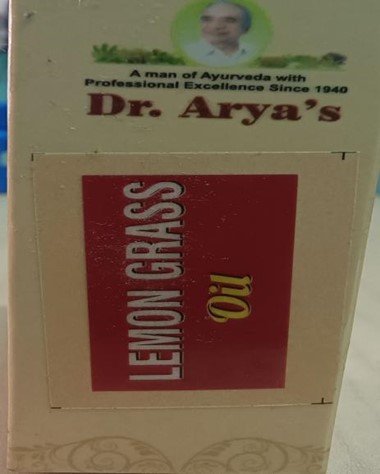 A man of Ayurveda with
Professional Excellence Since 1940
Dr. Arya's
LEMON GRASS
Oil